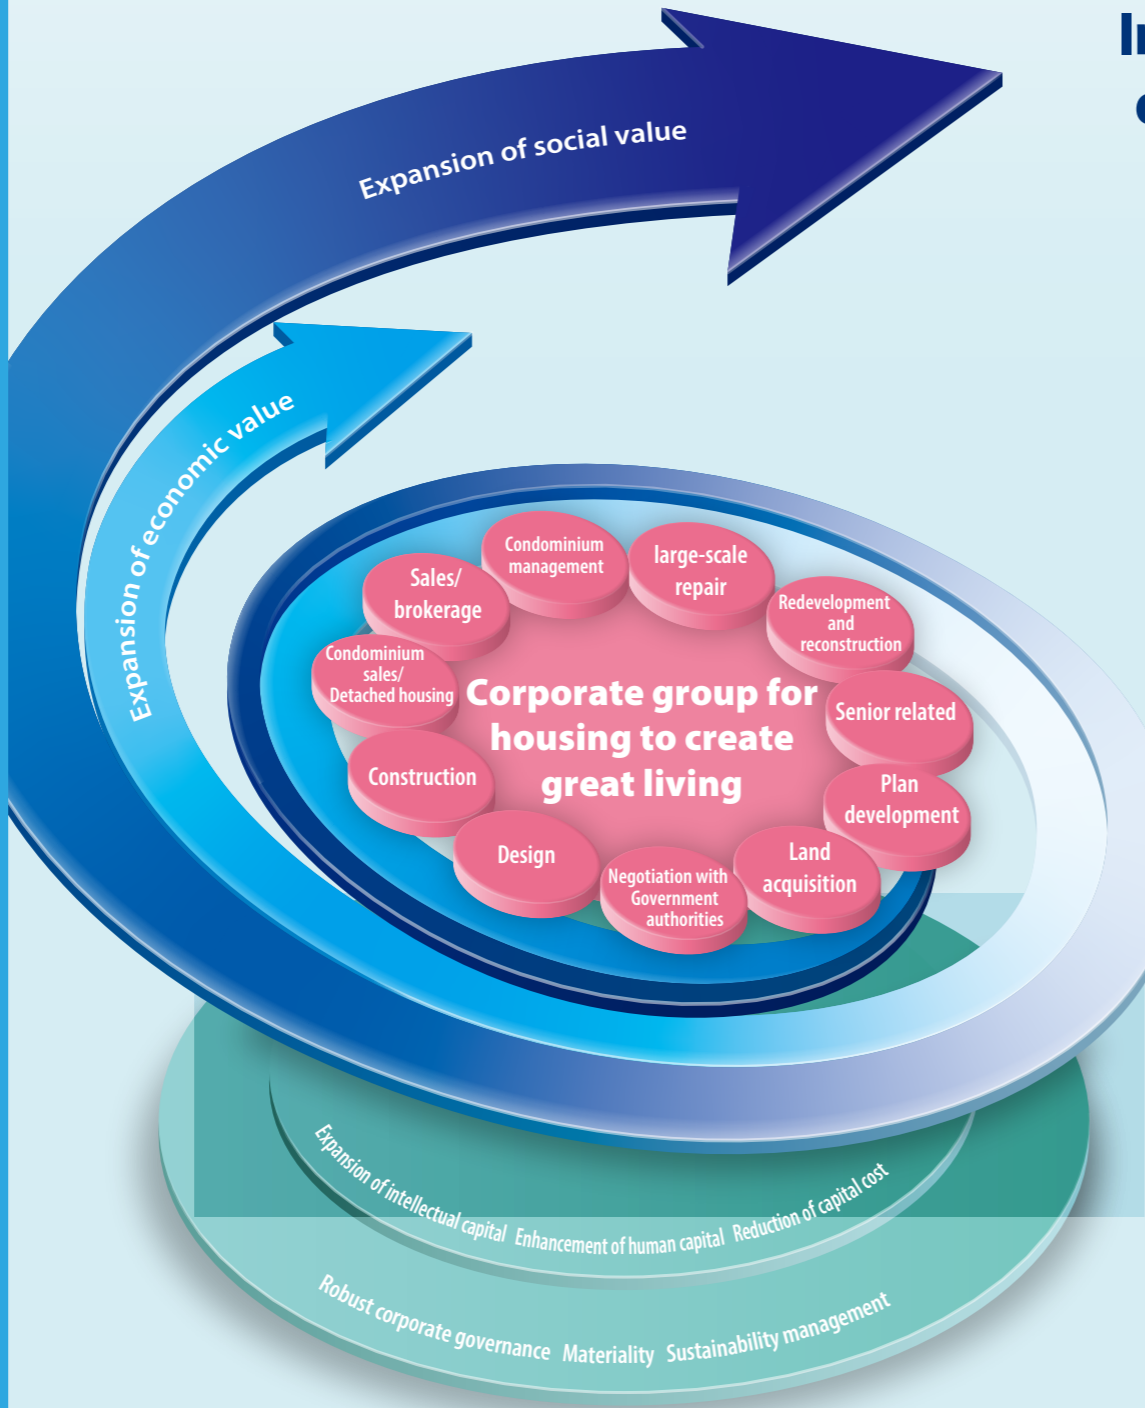 Expansion of social value
Expansion of economic value
Condominium
management
large-scale
repair
Sales/
brokerage
Redevelopment
and
reconstruction
Condominium
sales/
Detached housing
Corporate group for
housing to create
great living
Senior related
Construction
Plan
development
Design
Land
acquisition
Negotiation with
Government
authorities
Expansion of intellectual capital Enhancement of human capital Reduction of capital cost
Robust corporate governance Materiality Sustainability management